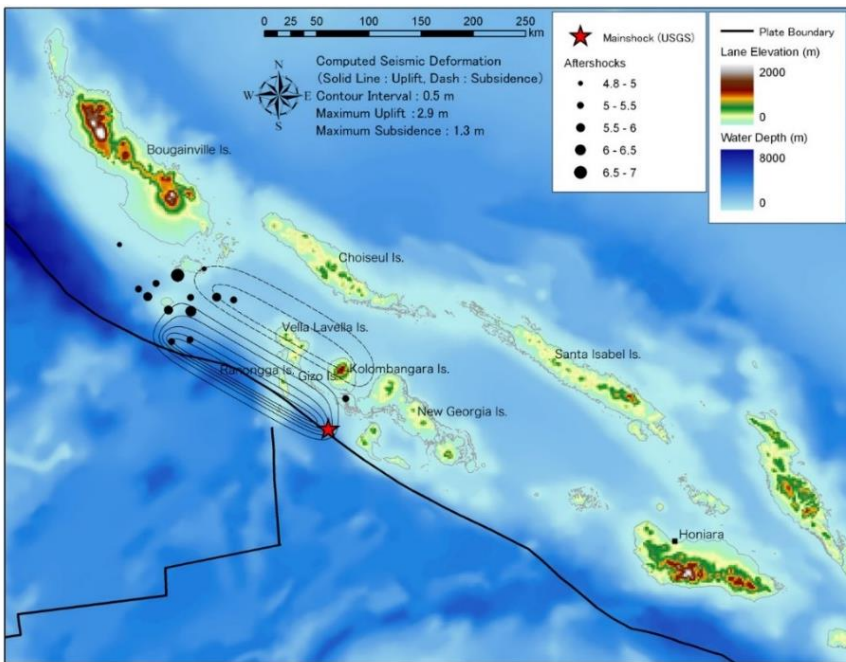 0 50 100 150 200 250
km
Computed Seismic Deformation
(Solid Line : Uplift, Dash : Subsidence)
Contour Interval : 0.5 m
Maximum Uplift : 2.9 m
Maximum Subsidence : 1.3 m
N
W E
S
Mainshock (USGS)
Aftershocks
4.8 - 5
5 - 5.5
5.5 - 6
6 - 6.5
6.5 - 7
Plate Boundary
Lane Elevation (m)
2000
0
Water Depth (m)
8000
0
Bougainville Is.
Choiseul Is.
Vella Lavella Is.
Ranongga Is.
Gizo Is.
Kolombangara Is.
Santa Isabel Is.
New Georgia Is.
Honiara